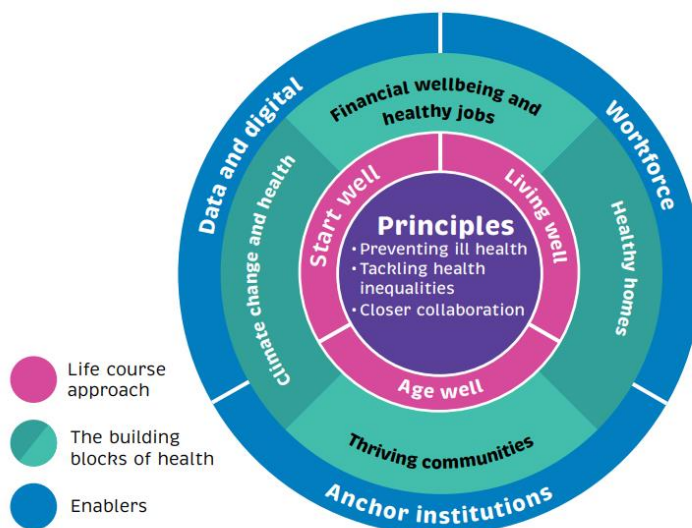 Data and digital
Workforce
Anchor institutions
Financial wellbeing and
healthy jobs
Climate change and health
Healthy homes
Thriving communities
Start well
Living well
Age well
Principles
• Preventing ill health
• Tackling health
inequalities
• Closer collaboration
Life course
approach
The building
blocks of health
Enablers